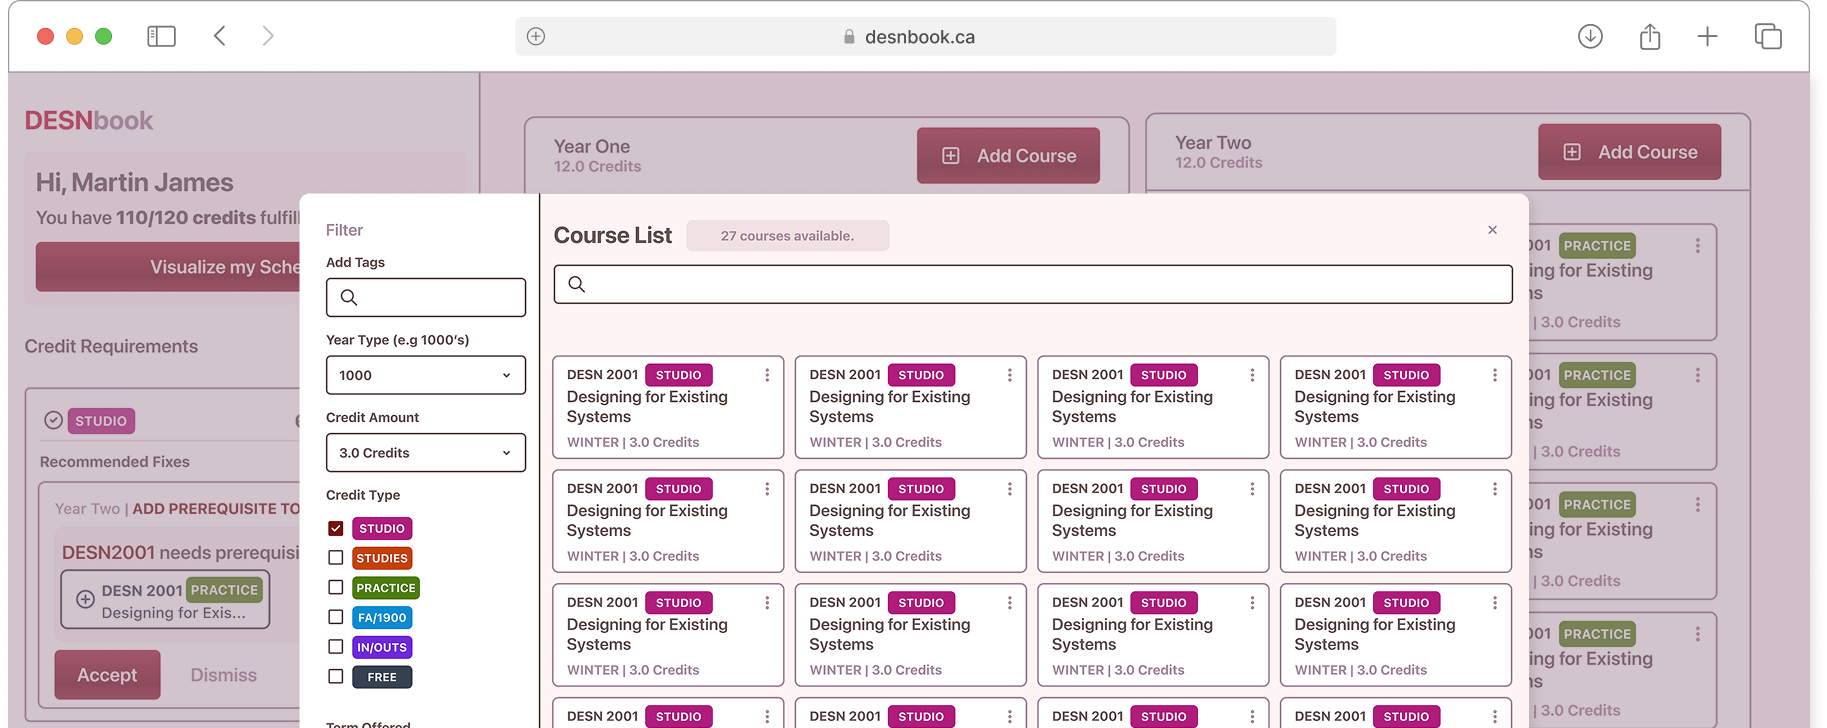 desnbook.ca
DESNbook
Hi, Martin James
You have 110/120 credits fulfill
Visualize my Sche
Credit Requirements
STUDIO
Recommended Fixes
Year Two | ADD PREREQUISITE TO
DESN2001 needs prerequisi
DESN 2001 PRACTICE
Designing for Exis...
Accept Dismiss
Year One
12.0 Credits
Add Course
Year Two
12.0 Credits
Add Course
Filter
Add Tags
Year Type (e.g 1000's)
1000
Credit Amount
3.0 Credits
Credit Type
STUDIO
STUDIES
PRACTICE
FA/1900
IN/OUTS
FREE
Term Offered
Course List 27 courses available.
DESN 2001 STUDIO
Designing for Existing
Systems
WINTER | 3.0 Credits
DESN 2001 STUDIO
Designing for Existing
Systems
WINTER | 3.0 Credits
DESN 2001 STUDIO
Designing for Existing
Systems
WINTER | 3.0 Credits
DESN 2001 STUDIO
Designing for Existing
Systems
WINTER | 3.0 Credits
DESN 2001 STUDIO
Designing for Existing
Systems
WINTER | 3.0 Credits
DESN 2001 STUDIO
Designing for Existing
Systems
WINTER | 3.0 Credits
DESN 2001 STUDIO
Designing for Existing
Systems
WINTER | 3.0 Credits
DESN 2001 STUDIO
Designing for Existing
Systems
WINTER | 3.0 Credits
DESN 2001 STUDIO
Designing for Existing
Systems
WINTER | 3.0 Credits
DESN 2001 STUDIO
Designing for Existing
Systems
WINTER | 3.0 Credits
DESN 2001 STUDIO
Designing for Existing
Systems
WINTER | 3.0 Credits
DESN 2001 STUDIO
Designing for Existing
Systems
WINTER | 3.0 Credits
DESN 2001 STUDIO
DESN 2001 STUDIO
DESN 2001 STUDIO
DESN 2001 STUDIO
001 PRACTICE
ing for Existing
ms
| 3.0 Credits
001 PRACTICE
ing for Existing
ms
| 3.0 Credits
001 PRACTICE
ing for Existing
ms
| 3.0 Credits
001 PRACTICE
ing for Existing
ms
| 3.0 Credits